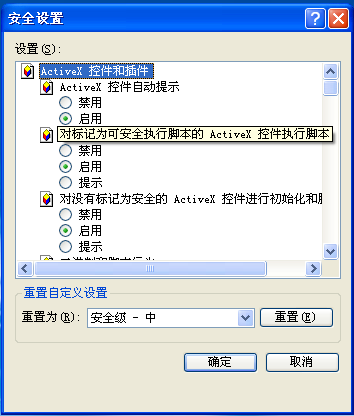 安全设置
设置(S):
ActiveX 控件和插件
ActiveX 控件自动提示
禁用
启用
对标记为可安全执行脚本的 ActiveX 控件执行脚本
禁用
启用
提示
对没有标记为安全的 ActiveX 控件进行初始化和
禁用
启用
提示
重置自定义设置
重置为(R):
安全级 - 中
重置(E)
确定
取消